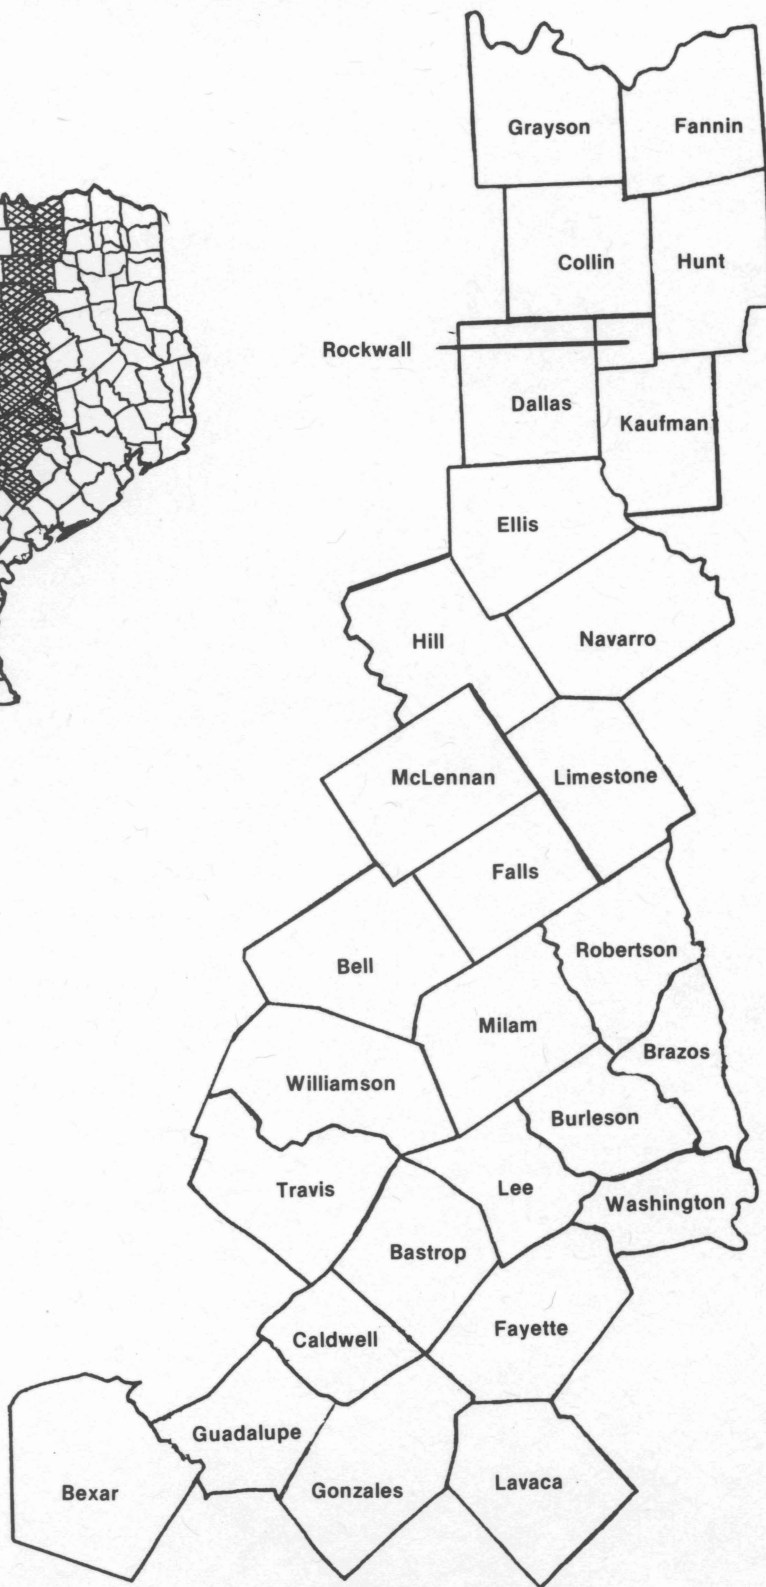 Grayson
Fannin
Collin
Hunt
Rockwall
Dallas
Kaufman
Ellis
Hill
Navarro
McLennan
Limestone
Falls
Robertson
Bell
Milam
Brazos
Williamson
Burleson
Travis
Lee
Washington
Bastrop
Fayette
Caldwell
Guadalupe
Bexar
Gonzales
Lavaca